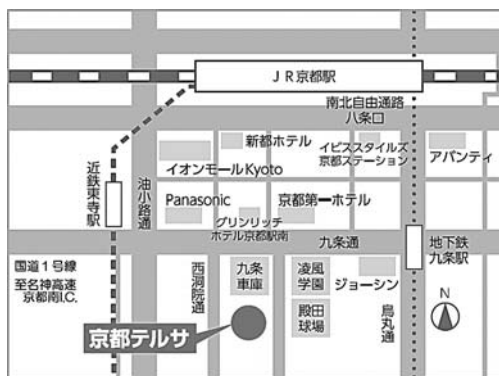 JR京都駅
南北自由通路
八条口
新都ホテル
イビススタイルズ
京都ステーション
アバンティ
イオンモールKyoto
近鉄東寺駅
油小路通
Panasonic
京都第一ホテル
グリンリッチ
ホテル京都駅南
九条通
地下鉄
九条駅
国道1号線
至名神高速
京都南I.C.
西洞院通
九条
車庫
凌風
学園
ジョーシン
烏丸通
N
殿田
球場
京都テルサ